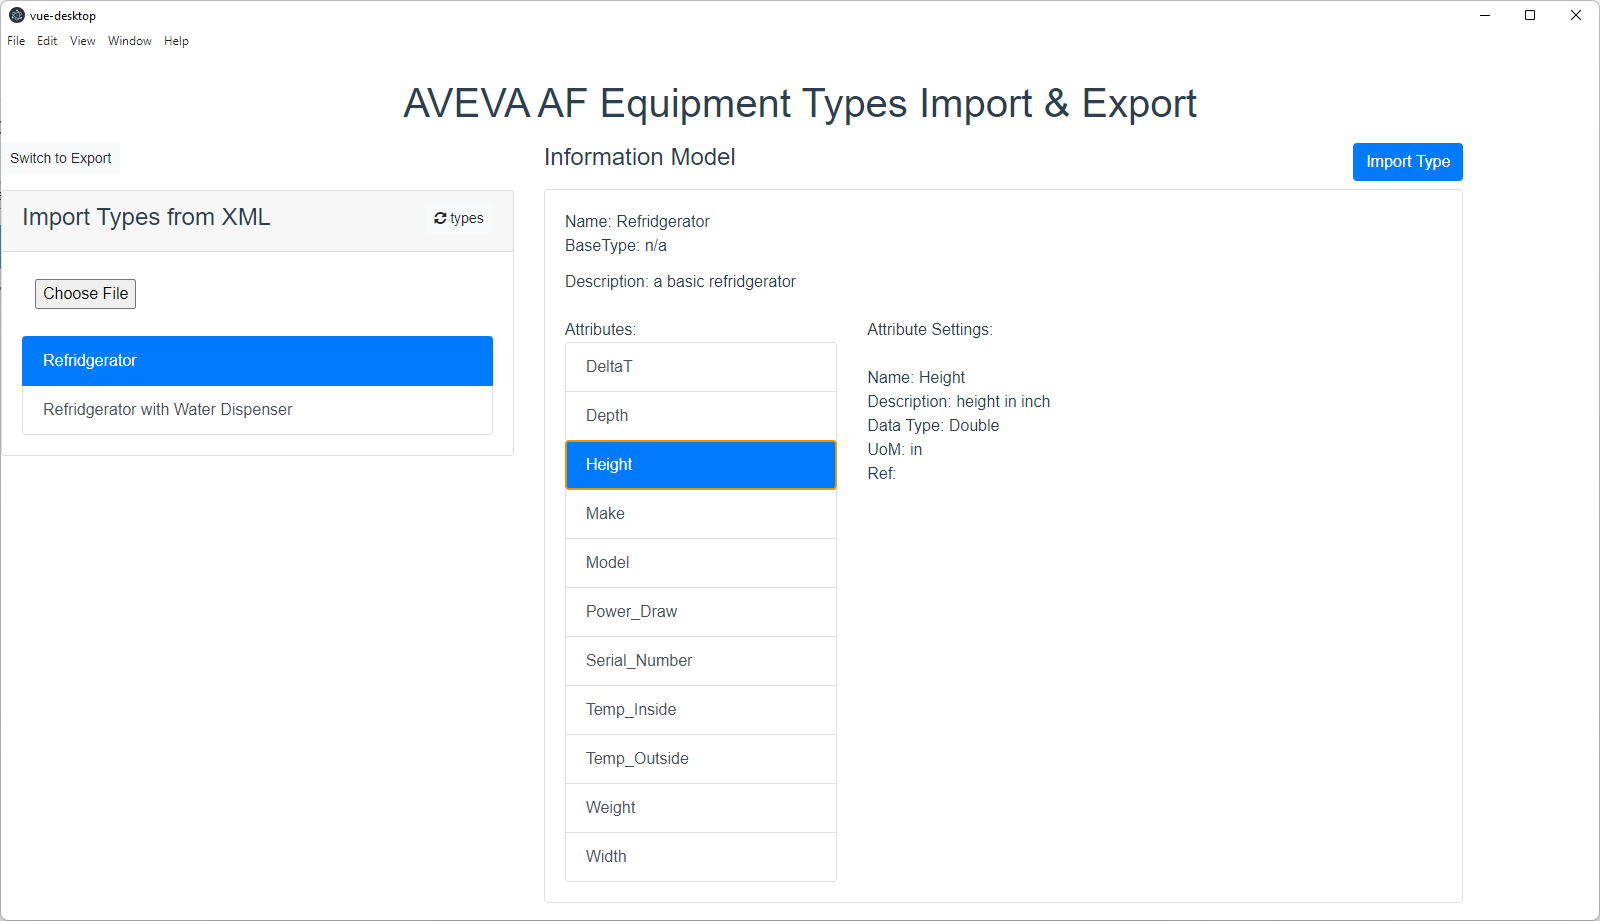 vue-desktop
File Edit View Window Help
AVEVA AF Equipment Types Import & Export
Switch to Export
Information Model
Import Type
Import Types from XML
types
Choose File
Refridgerator
Refridgerator with Water Dispenser
Name: Refridgerator
BaseType: n/a
Description: a basic refridgerator
Attributes:
DeltaT
Depth
Height
Make
Model
Power_Draw
Serial_Number
Temp_Inside
Temp_Outside
Weight
Width
Attribute Settings:
Name: Height
Description: height in inch
Data Type: Double
UoM: in
Ref: